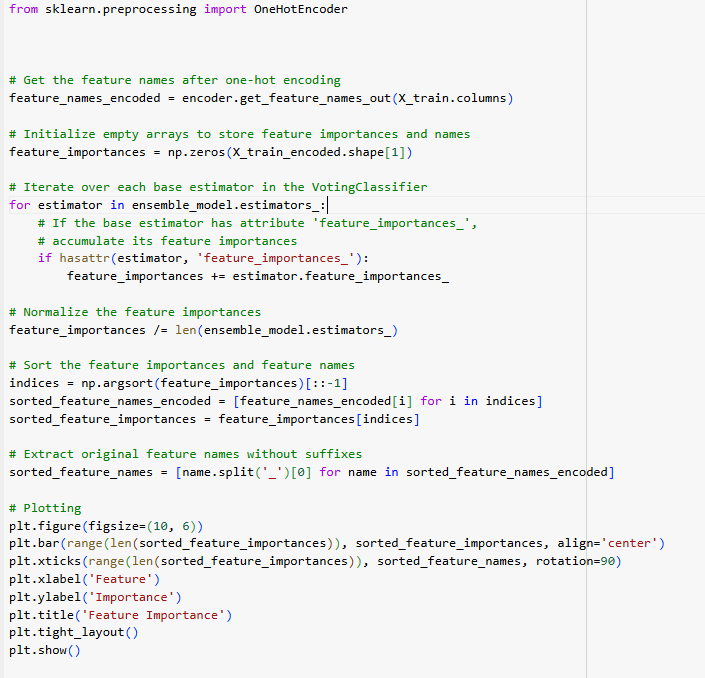 from sklearn.preprocessing import OneHotEncoder
# Get the feature names after one-hot encoding
feature_names_encoded = encoder.get_feature_names_out(X_train.columns)
# Initialize empty arrays to store feature importances and names
feature_importances = np.zeros(X_train_encoded.shape[1])
# Iterate over each base estimator in the VotingClassifier
for estimator in ensemble_model.estimators_:
    # If the base estimator has attribute 'feature_importances_',
    # accumulate its feature importances
    if hasattr(estimator, 'feature_importances_'):
        feature_importances += estimator.feature_importances_
# Normalize the feature importances
feature_importances /= len(ensemble_model.estimators_)
# Sort the feature importances and feature names
indices = np.argsort(feature_importances)[::-1]
sorted_feature_names_encoded = [feature_names_encoded[i] for i in indices]
sorted_feature_importances = feature_importances[indices]
# Extract original feature names without suffixes
sorted_feature_names = [name.split('_')[0] for name in sorted_feature_names_encoded]
# Plotting
plt.figure(figsize=(10, 6))
plt.bar(range(len(sorted_feature_importances)), sorted_feature_importances, align='center')
plt.xticks(range(len(sorted_feature_importances)), sorted_feature_names, rotation=90)
plt.xlabel('Feature')
plt.ylabel('Importance')
plt.title('Feature Importance')
plt.tight_layout()
plt.show()